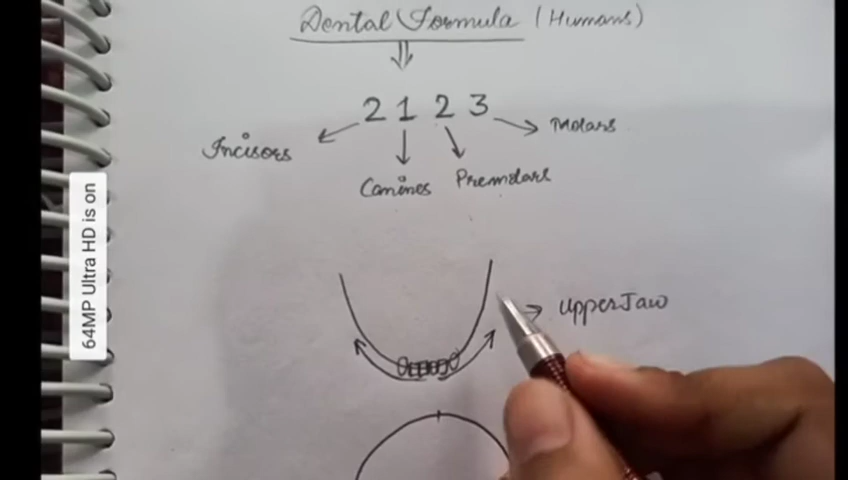 Dental Formula (Humans)
2 1 2 3
Incisors
Canines
Premolars
Molars
Upper Jaw
64MP Ultra HD is on